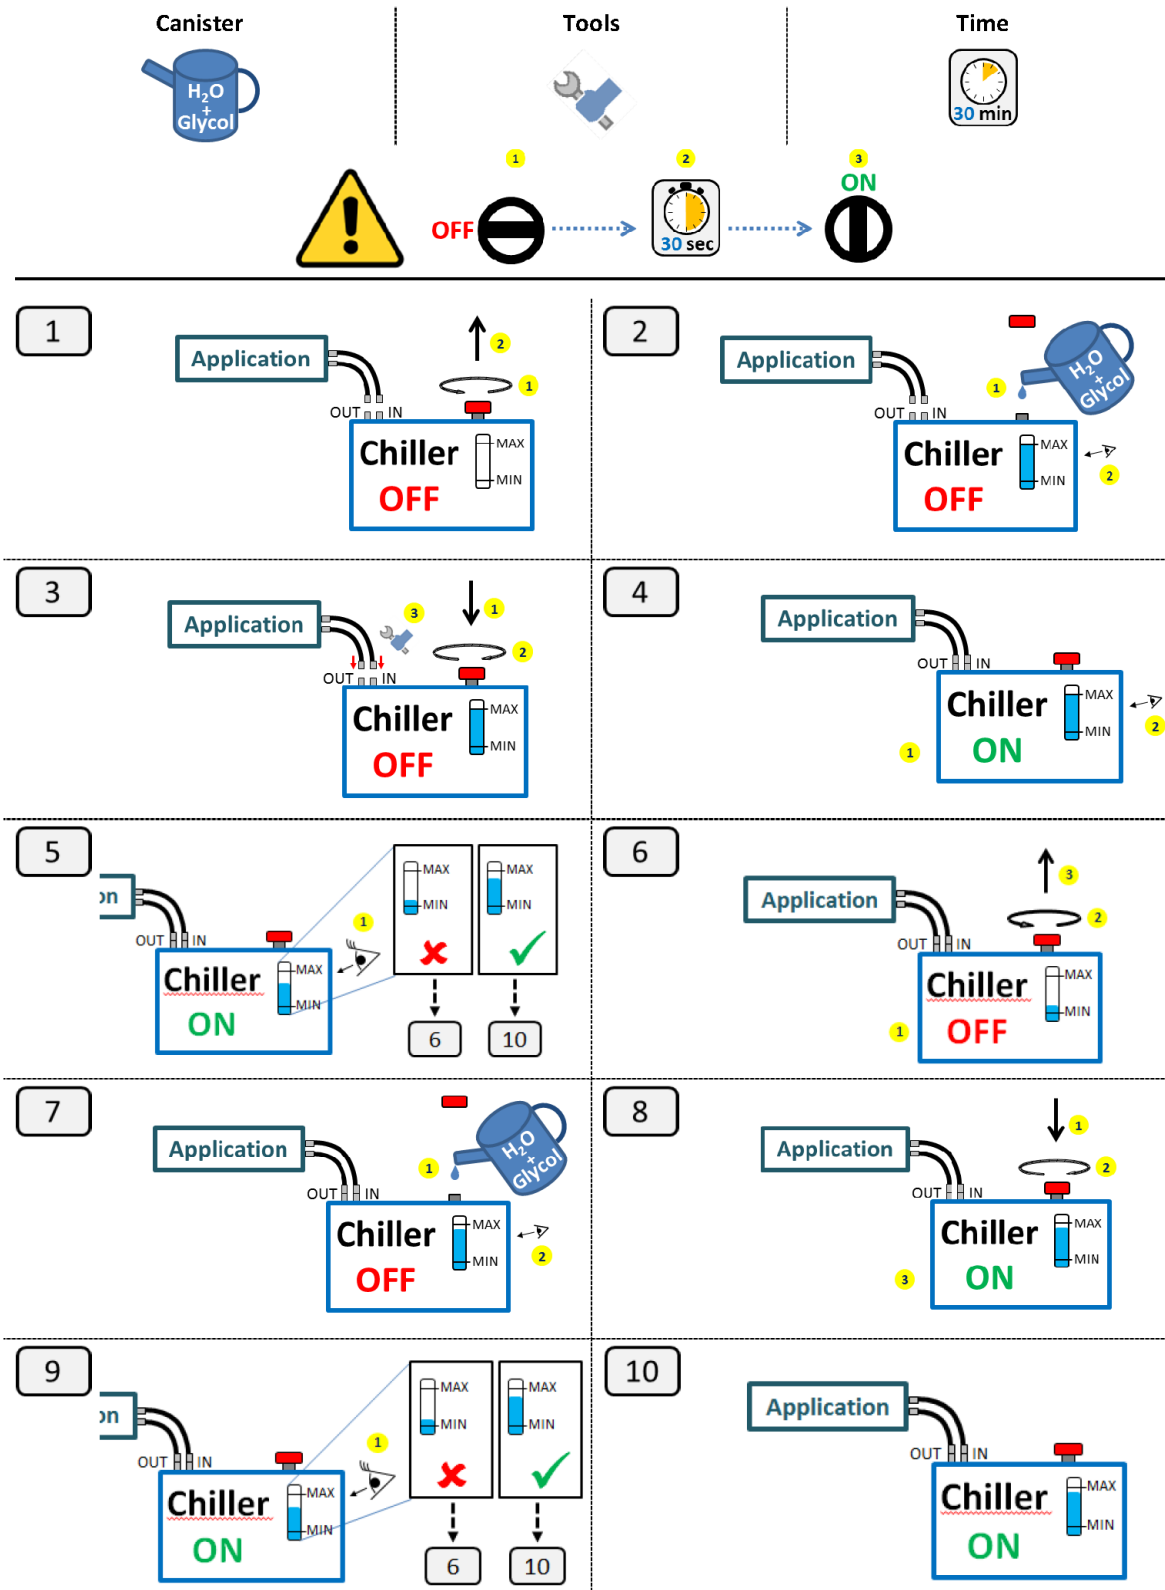 Canister
Tools
Time
H2O
+
Glycol
30 min
1
2
3
ON
OFF
30 sec
1
Application
2
1
OUT
IN
Chiller
MAX
MIN
OFF
2
Application
H2O
+
Glycol
1
OUT
IN
Chiller
MAX
MIN
2
OFF
3
Application
3
1
2
OUT
IN
Chiller
MAX
MIN
OFF
4
Application
OUT
IN
Chiller
MAX
MIN
2
1
ON
5
on
1
OUT
IN
Chiller
MAX
MIN
ON
MAX
MIN
MAX
MIN
6
10
6
Application
3
2
OUT
IN
Chiller
MAX
MIN
1
OFF
7
Application
H2O
+
Glycol
1
OUT
IN
Chiller
MAX
MIN
2
OFF
8
Application
1
2
OUT
IN
Chiller
MAX
MIN
3
ON
9
on
1
OUT
IN
Chiller
MAX
MIN
ON
MAX
MIN
MAX
MIN
6
10
10
Application
OUT
IN
Chiller
MAX
MIN
ON